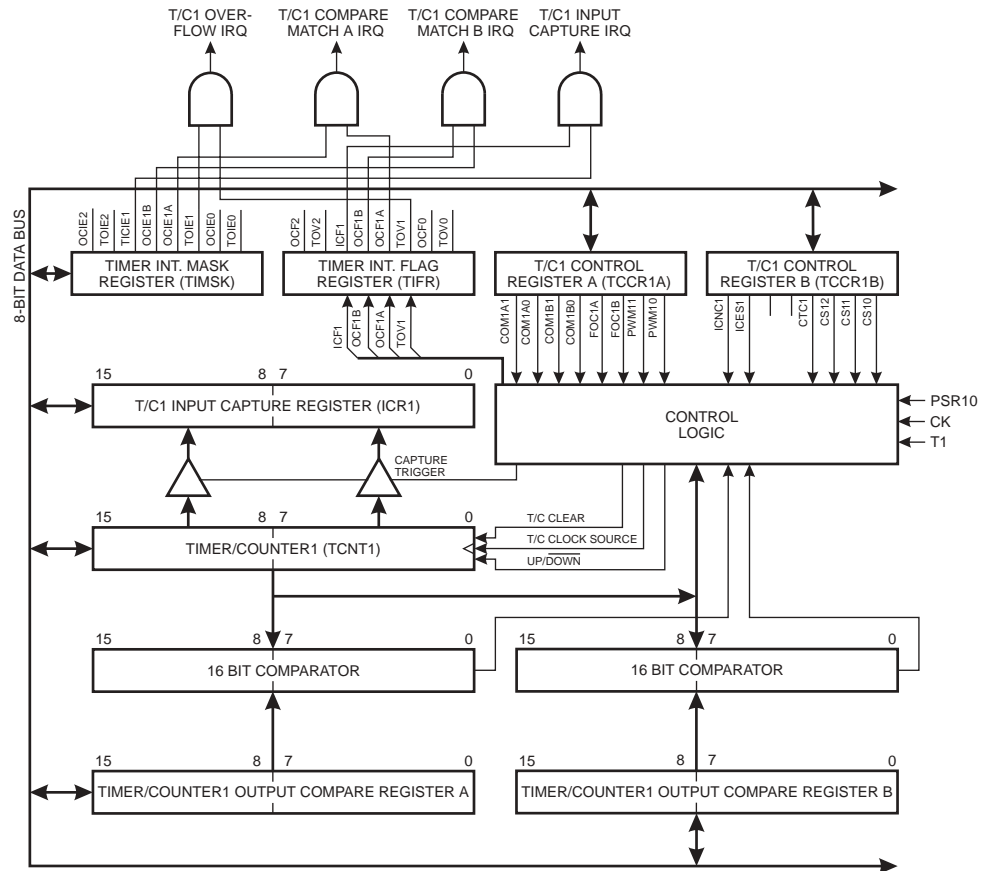 T/C1 OVER-
FLOW IRQ
T/C1 COMPARE
MATCH A IRQ
T/C1 COMPARE
MATCH B IRQ
T/C1 INPUT
CAPTURE IRQ
8-BIT DATA BUS
OCIE2
TOIE2
TICIE1
OCIE1B
OCIE1A
TOIE1
OCIE0
TOIE0
OCF2
TOV2
ICF1
OCF1B
OCF1A
TOV1
OCF0
TOV0
TIMER INT. MASK
REGISTER (TIMSK)
TIMER INT. FLAG
REGISTER (TIFR)
T/C1 CONTROL
REGISTER A (TCCR1A)
T/C1 CONTROL
REGISTER B (TCCR1B)
ICF1
OCF1B
OCF1A
TOV1
COM1A1
COM1A0
COM1B1
COM1B0
FOC1A
FOC1B
PWM11
PWM10
ICNC1
ICES1
CTC1
CS12
CS11
CS10
15 8 7 0
T/C1 INPUT CAPTURE REGISTER (ICR1)
CONTROL
LOGIC
PSR10
CK
T1
CAPTURE
TRIGGER
15 8 7 0
TIMER/COUNTER1 (TCNT1)
T/C CLEAR
T/C CLOCK SOURCE
UP/DOWN
15 8 7 0
16 BIT COMPARATOR
15 8 7 0
16 BIT COMPARATOR
15 8 7 0
TIMER/COUNTER1 OUTPUT COMPARE REGISTER A
15 8 7 0
TIMER/COUNTER1 OUTPUT COMPARE REGISTER B